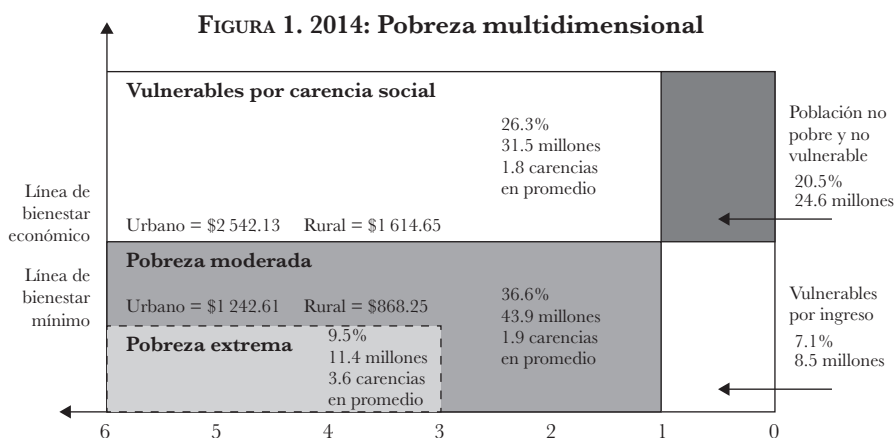 FIGURA 1. 2014: Pobreza multidimensional
Vulnerables por carencia social
26.3%
31.5 millones
1.8 carencias
en promedio
Población no
pobre y no
vulnerable
20.5%
24.6 millones
Línea de
bienestar
económico
Urbano = $2 542.13 Rural = $1 614.65
Pobreza moderada
Línea de
bienestar
mínimo
Urbano = $1 242.61 Rural = $868.25
36.6%
43.9 millones
1.9 carencias
en promedio
Vulnerables
por ingreso
7.1%
8.5 millones
Pobreza extrema
9.5%
11.4 millones
3.6 carencias
en promedio
6 5 4 3 2 1 0